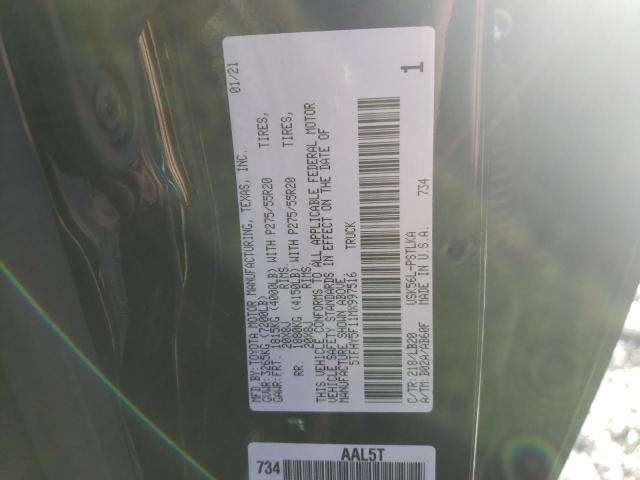 MFD. BY: TOYOTA MOTOR MANUFACTURING, TEXAS, INC. 01/21
GVWR: 3265KG (7200LB)
GAWR: FRT. 1815KG (4000LB) WITH P275/55R20 TIRES,
20X8J RIMS,
RR. 1880KG (4150LB) WITH P275/55R20 TIRES,
20X8J RIMS,
THIS VEHICLE CONFORMS TO ALL APPLICABLE FEDERAL MOTOR
VEHICLE SAFETY STANDARDS IN EFFECT ON THE DATE OF
MANUFACTURE SHOWN ABOVE.
5TFHY5F11MX997516 TRUCK
C/TR: 218/LB20 USK56L-PSTLKA 734
A/TM: B02A/AB60F MADE IN U.S.A. 1
734 AAL5T